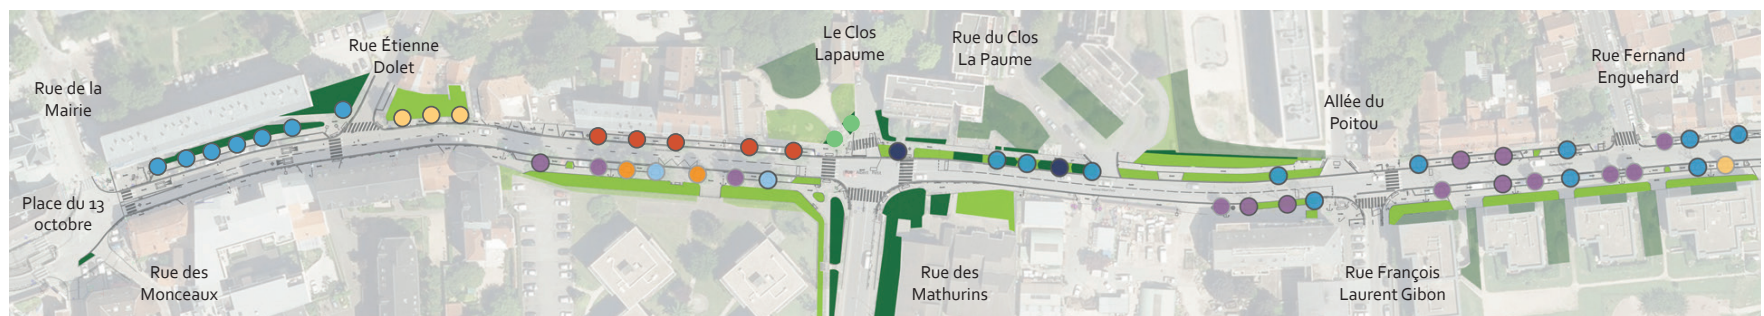 Rue de la
Mairie
Rue Étienne
Dolet
Le Clos
Lapaume
Rue du Clos
La Paume
Allée du
Poitou
Rue Fernand
Enguehard
Place du 13
octobre
Rue des
Monceaux
Rue des
Mathurins
Rue François
Laurent Gibon